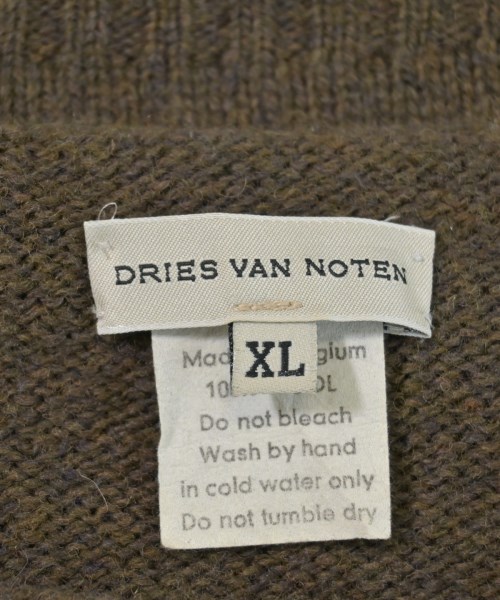 DRIES VAN NOTEN
XL
Do not bleach
Wash by hand
in cold water only
Do not tumble dry